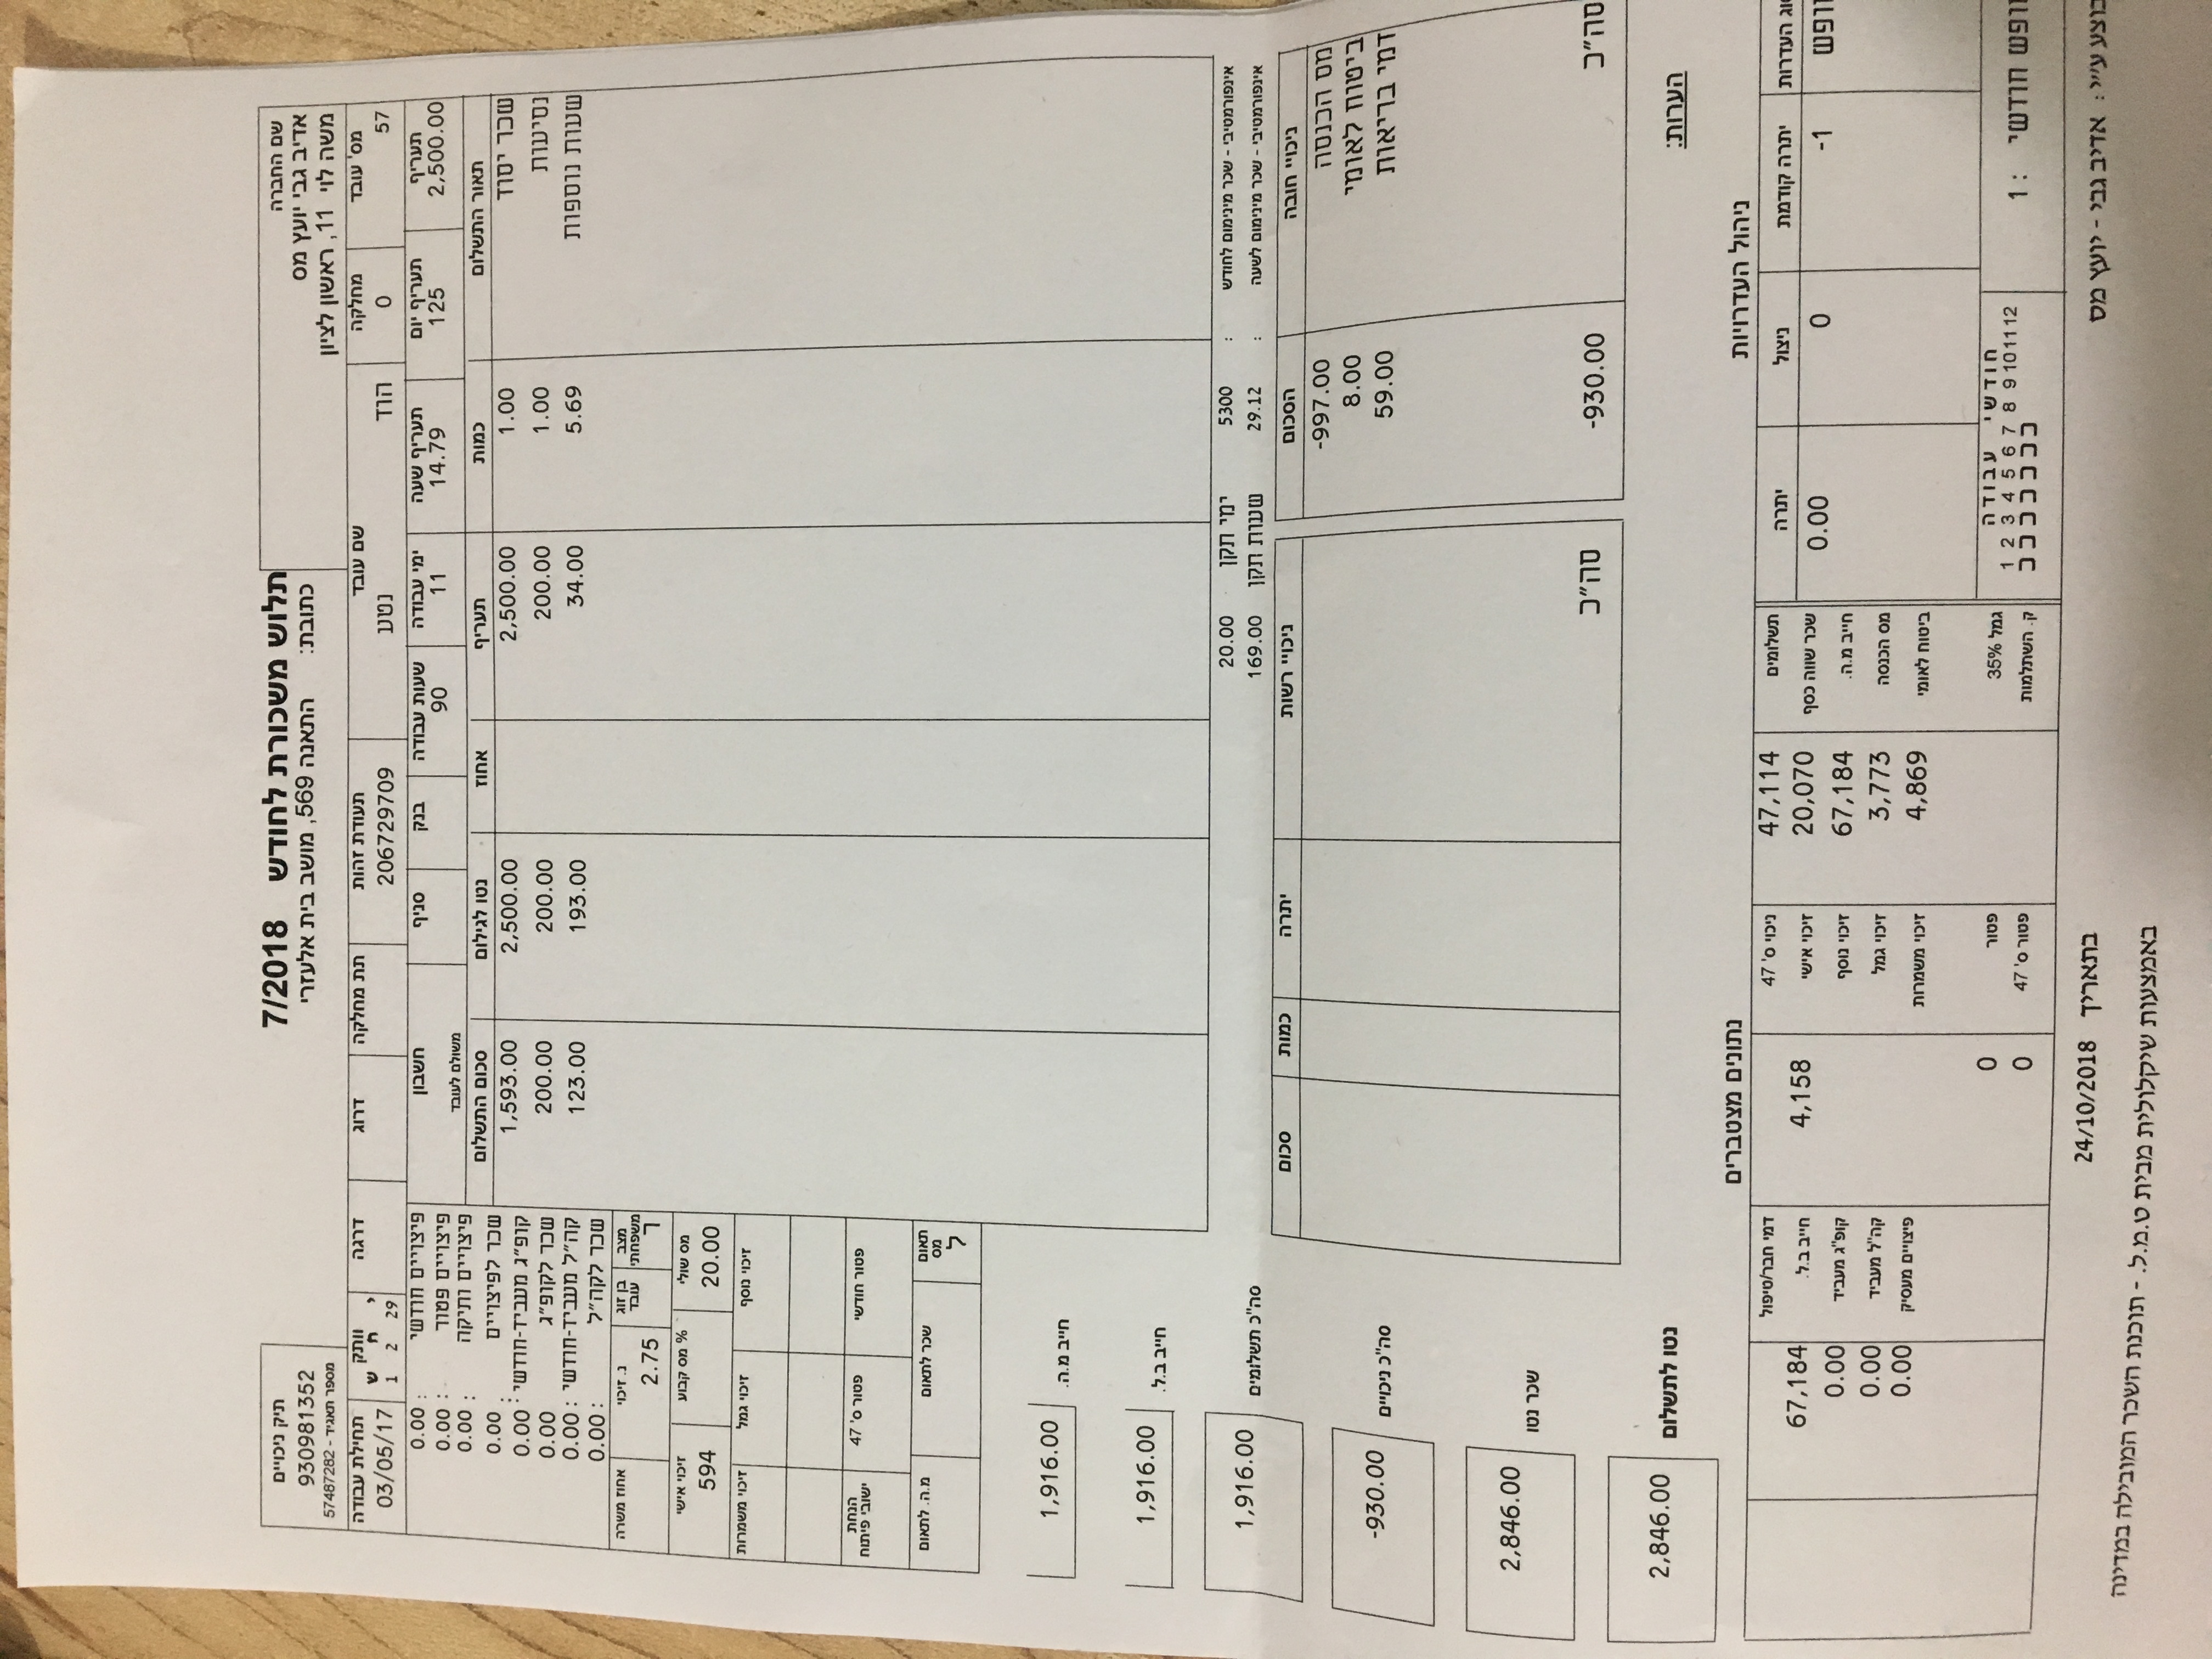 שם החברה
אדיב גבי יועץ מס
משה לוי 11, ראשון לציון
תלוש משכורת לחודש 7/2018
כתובת: התאנה 569, מושב בית אלעזרי
תיק ניכויים
930981352
מספר תאגיד - 57487282
מס' עובד מחלקה שם עובד תעודת זהות תת מחלקה דרוג דרגה וותק תחילת עבודה
י ח ש
57 0 הוד נטע 206729709 29 2 1 03/05/17
תעריף תעריף יום תעריף שעה ימי עבודה שעות עבודה בנק סניף חשבון
2,500.00 125 14.79 11 90
משולם לעובד
תאור התשלום כמות תעריף אחוז נטו לגילום סכום התשלום
שכר יסוד 1.00 2,500.00 2,500.00 1,593.00
נסיעות 1.00 200.00 200.00 200.00
שעות נוספות 5.69 34.00 193.00 123.00
פיצויים חודשי : 0.00
פיצויים פטור : 0.00
פיצויים ותיקה : 0.00
שכר לפיצויים : 0.00
קופ"ג מעביד-חודשי : 0.00
שכר לקופ"ג 0.00
קה"ל מעביד-חודשי : 0.00
שכר לקה"ל : 0.00
מצב משפחתי בן זוג עובד נ. זיכוי אחוז משרה
ר 2.75
מס שולי % מס קבוע זיכוי אישי
20.00 594
זיכוי נוסף זיכוי גמל זיכוי משמרות
פטור חודשי פטור ס' 47 הנחת ישובי פיתוח
תאום מס שכר לתאום מ.ה. לתאום
ל
חייב מ.ה. 1,916.00
חייב ב.ל. 1,916.00
סה"כ תשלומים 1,916.00
סה"כ ניכויים -930.00
שכר נטו 2,846.00
נטו לתשלום 2,846.00
אינפורמטיבי - שכר מינימום לחודש : 5300 ימי תקן 20.00
אינפורמטיבי - שכר מינימום לשעה : 29.12 שעות תקן 169.00
ניכויי חובה הסכום ניכויי רשות יתרה כמות סכום
מס הכנסה -997.00
ביטוח לאומי 8.00
דמי בריאות 59.00
סה"כ -930.00 סה"כ
הערות:
ניהול העדרויות
וג העדרות יתרה קודמת ניצול יתרה
ופש -1 0 0.00
חודשי עבודה
1 2 3 4 5 6 7 8 9 10 11 12
כ כ כ כ כ כ כ
ופש חודשי : 1
נתונים מצטברים
תשלומים 47,114 ניכוי ס' 47 דמי חבר/טיפול
שכר שווה כסף 20,070 זיכוי אישי 4,158 חייב ב.ל. 67,184
חייב מ.ה. 67,184 זיכוי נוסף קופ"ג מעביד 0.00
מס הכנסה 3,773 זיכוי גמל קה"ל מעביד 0.00
ביטוח לאומי 4,869 זיכוי משמרות פיצויים מעסיק 0.00
גמל 35% פטור 0
ק. השתלמות פטור ס' 47 0
בוצע ע"י : אדיב גבי - יועץ מס
בתאריך 24/10/2018
באמצעות שיקלולית מבית ט.מ.ל. - תוכנת השכר המובילה במדינה